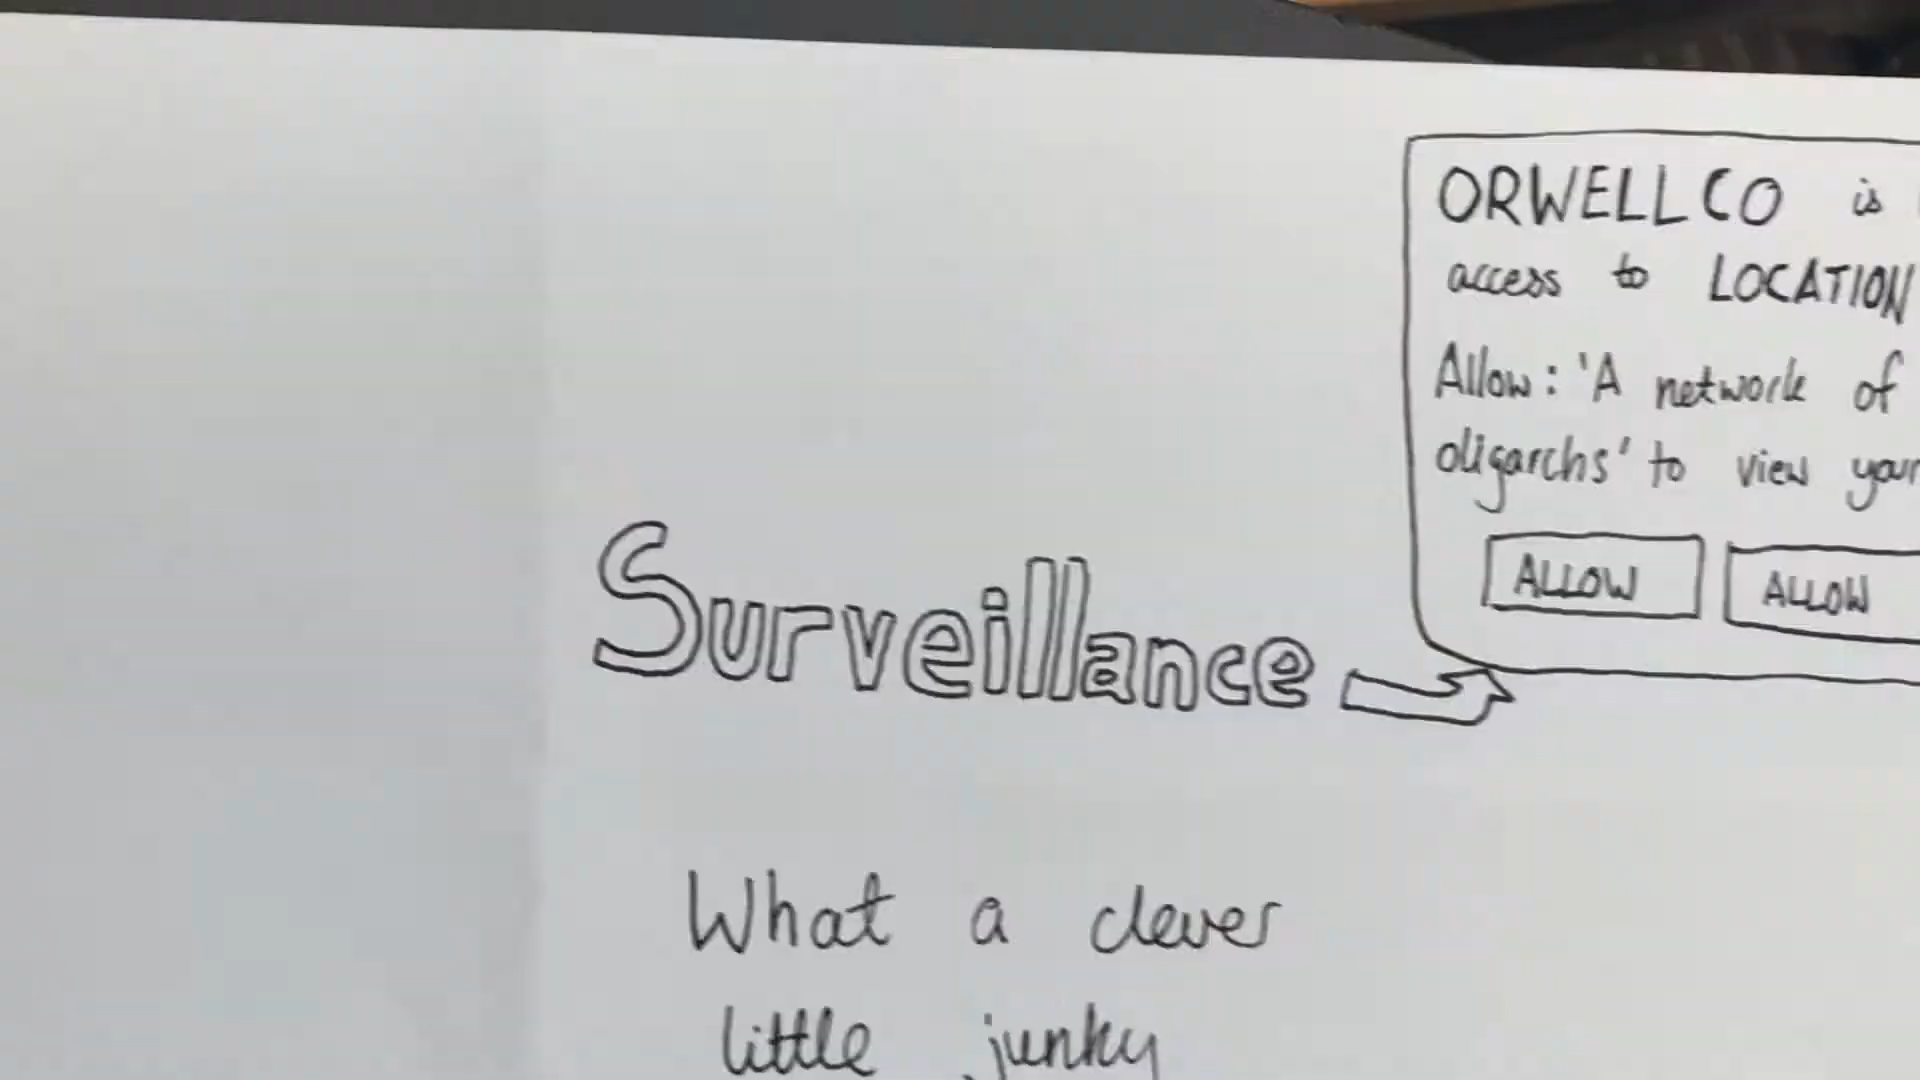 ORWELLCO is
access to LOCATION
Allow: 'A network of
oligarchs' to view your
ALLOW ALLOW
Surveillance
What a clever
little junky